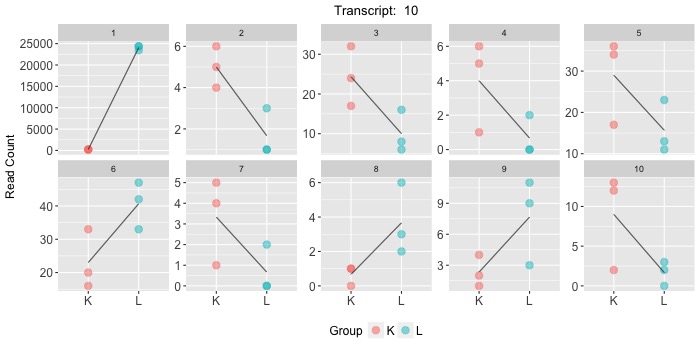 Transcript: 10
1 2 3 4 5
25000 20000 15000 10000 5000 0
6 4 2
30 20 10
6 4 2 0
30 20 10
Read Count
6 7 8 9 10
40 30 20
5 4 3 2 1 0
6 4 2 0
9 6 3
10 5 0
K L K L K L K L K L
Group K L